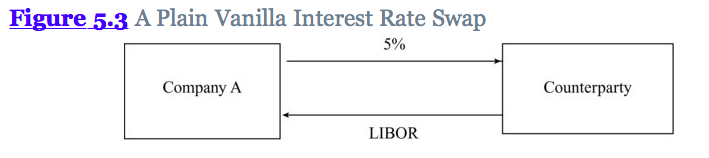 Figure 5.3 A Plain Vanilla Interest Rate Swap
5%
Company A
Counterparty
LIBOR